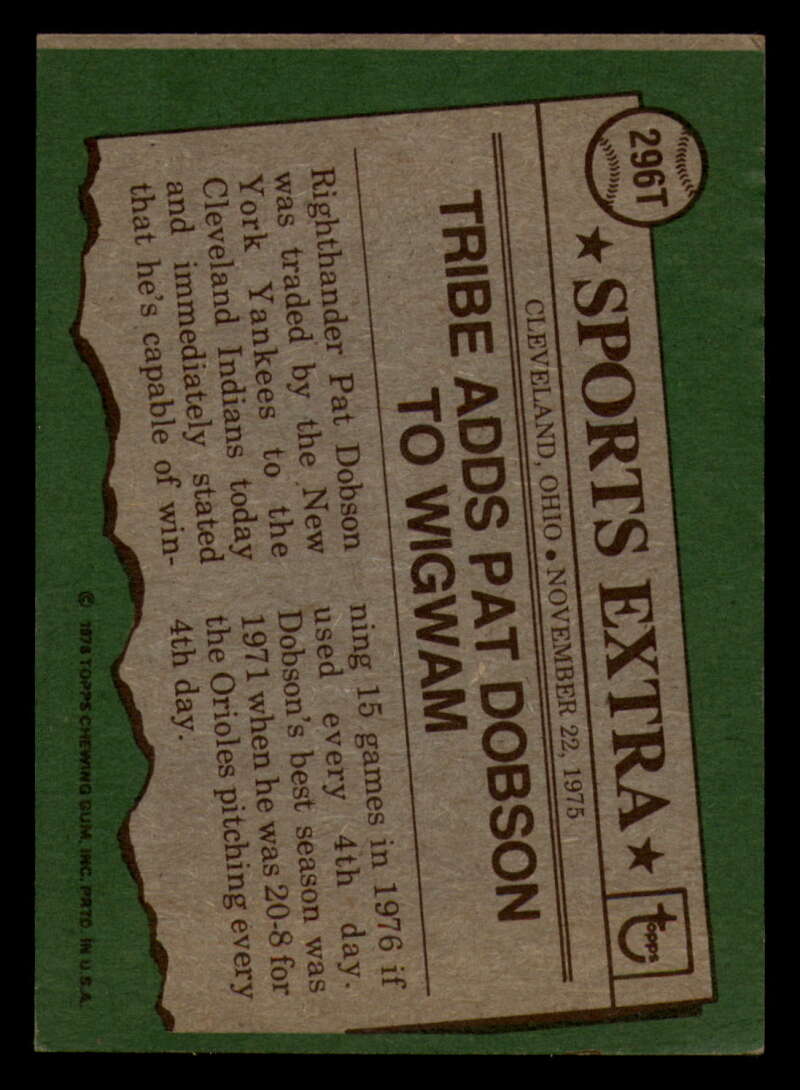 296T
★ SPORTS EXTRA ★
topps
CLEVELAND, OHIO • NOVEMBER 22, 1975
TRIBE ADDS PAT DOBSON
TO WIGWAM
Righthander Pat Dobson
was traded by the New
York Yankees to the
Cleveland Indians today
and immediately stated
that he's capable of win-
ning 15 games in 1976 if
used every 4th day.
Dobson's best season was
1971 when he was 20-8 for
the Orioles pitching every
4th day.
© 1976 TOPPS CHEWING GUM, INC. PRTD. IN U.S.A.